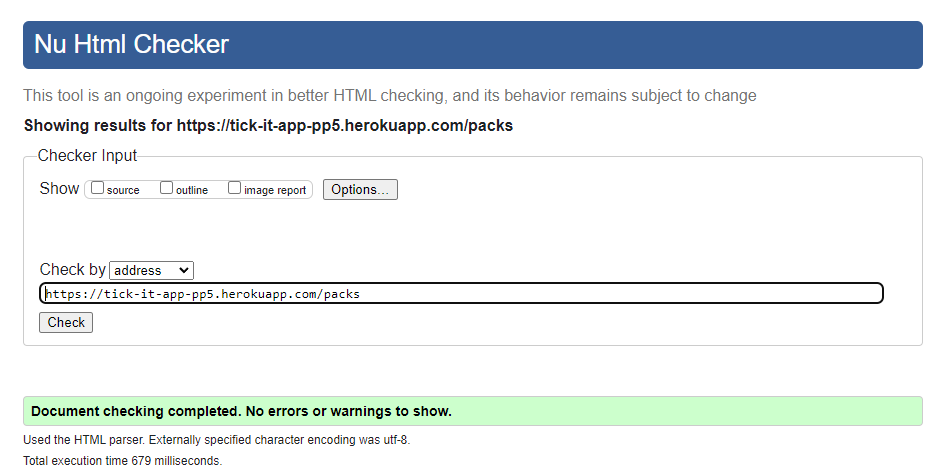 Nu Html Checker
This tool is an ongoing experiment in better HTML checking, and its behavior remains subject to change
Showing results for https://tick-it-app-pp5.herokuapp.com/packs
Checker Input
Show source outline image report Options...
Check by address
https://tick-it-app-pp5.herokuapp.com/packs
Check
Document checking completed. No errors or warnings to show.
Used the HTML parser. Externally specified character encoding was utf-8.
Total execution time 679 milliseconds.